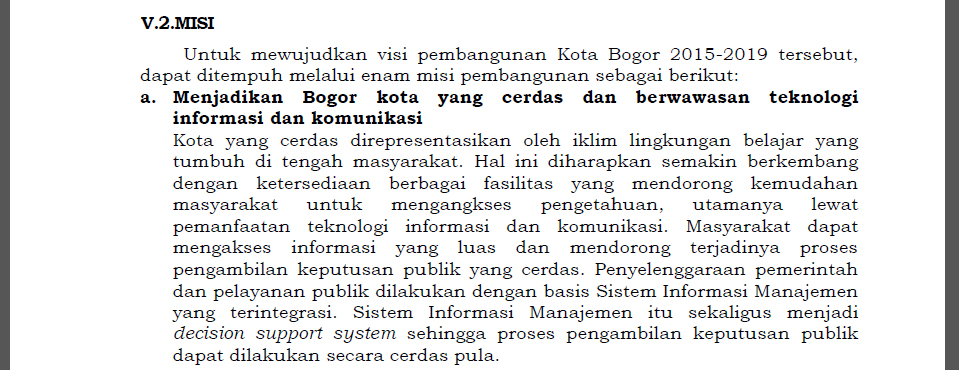 V.2.MISI
Untuk mewujudkan visi pembangunan Kota Bogor 2015-2019 tersebut,
dapat ditempuh melalui enam misi pembangunan sebagai berikut:
a. Menjadikan Bogor kota yang cerdas dan berwawasan teknologi
informasi dan komunikasi
Kota yang cerdas direpresentasikan oleh iklim lingkungan belajar yang
tumbuh di tengah masyarakat. Hal ini diharapkan semakin berkembang
dengan ketersediaan berbagai fasilitas yang mendorong kemudahan
masyarakat untuk mengangkses pengetahuan, utamanya lewat
pemanfaatan teknologi informasi dan komunikasi. Masyarakat dapat
mengakses informasi yang luas dan mendorong terjadinya proses
pengambilan keputusan publik yang cerdas. Penyelenggaraan pemerintah
dan pelayanan publik dilakukan dengan basis Sistem Informasi Manajemen
yang terintegrasi. Sistem Informasi Manajemen itu sekaligus menjadi
decision support system sehingga proses pengambilan keputusan publik
dapat dilakukan secara cerdas pula.